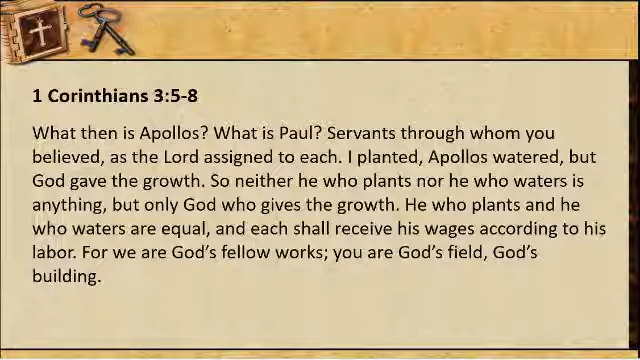 1 Corinthians 3:5-8
What then is Apollos? What is Paul? Servants through whom you
believed, as the Lord assigned to each. I planted, Apollos watered, but
God gave the growth. So neither he who plants nor he who waters is
anything, but only God who gives the growth. He who plants and he
who waters are equal, and each shall receive his wages according to his
labor. For we are God’s fellow works; you are God’s field, God’s
building.